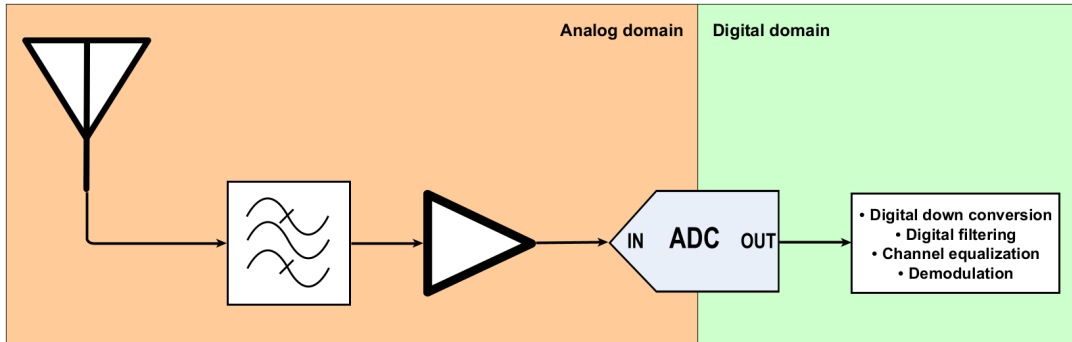 Analog domain
Digital domain
IN
ADC
OUT
• Digital down conversion
• Digital filtering
• Channel equalization
• Demodulation